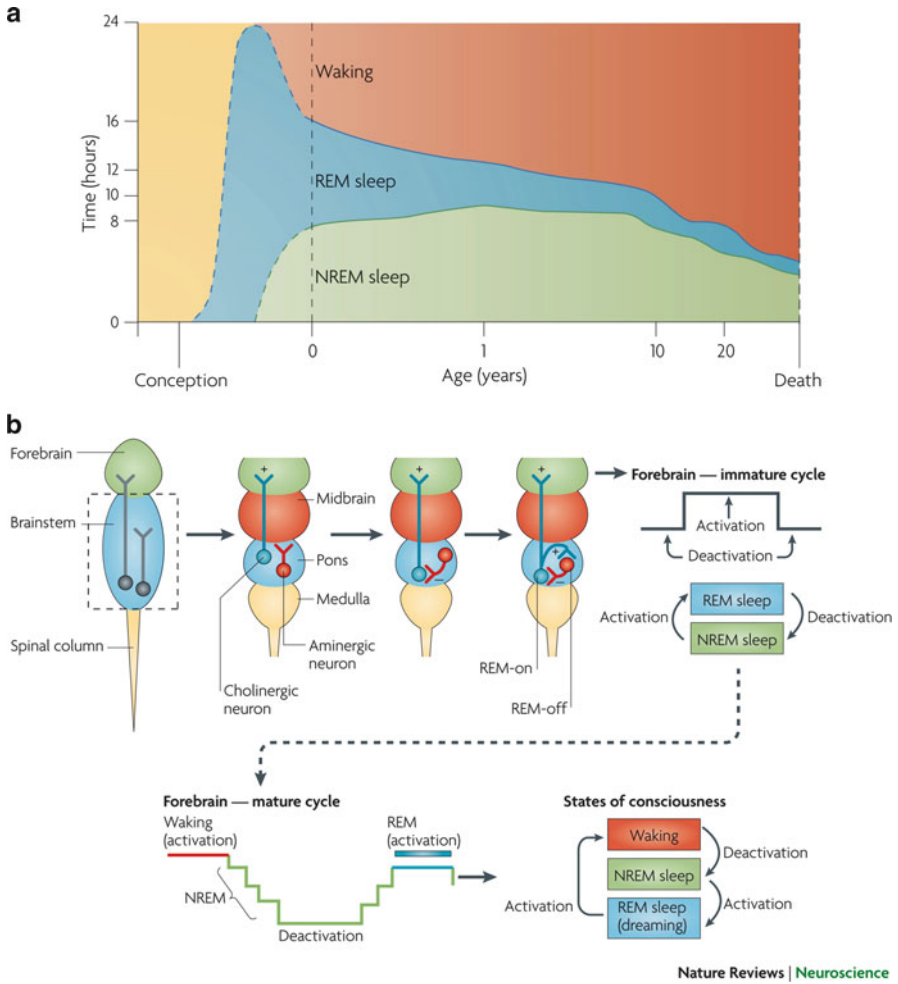 a
24
16
12
10
8
0
Time (hours)
Waking
REM sleep
NREM sleep
0
1
10
20
Conception
Age (years)
Death
b
Forebrain
Brainstem
Spinal column
+
Midbrain
Pons
Medulla
Aminergic
neuron
Cholinergic
neuron
+
–
+
+
–
REM-on
REM-off
Forebrain — immature cycle
Activation
Deactivation
REM sleep
Activation
Deactivation
NREM sleep
Forebrain — mature cycle
Waking
(activation)
REM
(activation)
NREM
Deactivation
States of consciousness
Waking
Deactivation
NREM sleep
Activation
Activation
REM sleep
(dreaming)
Nature Reviews | Neuroscience